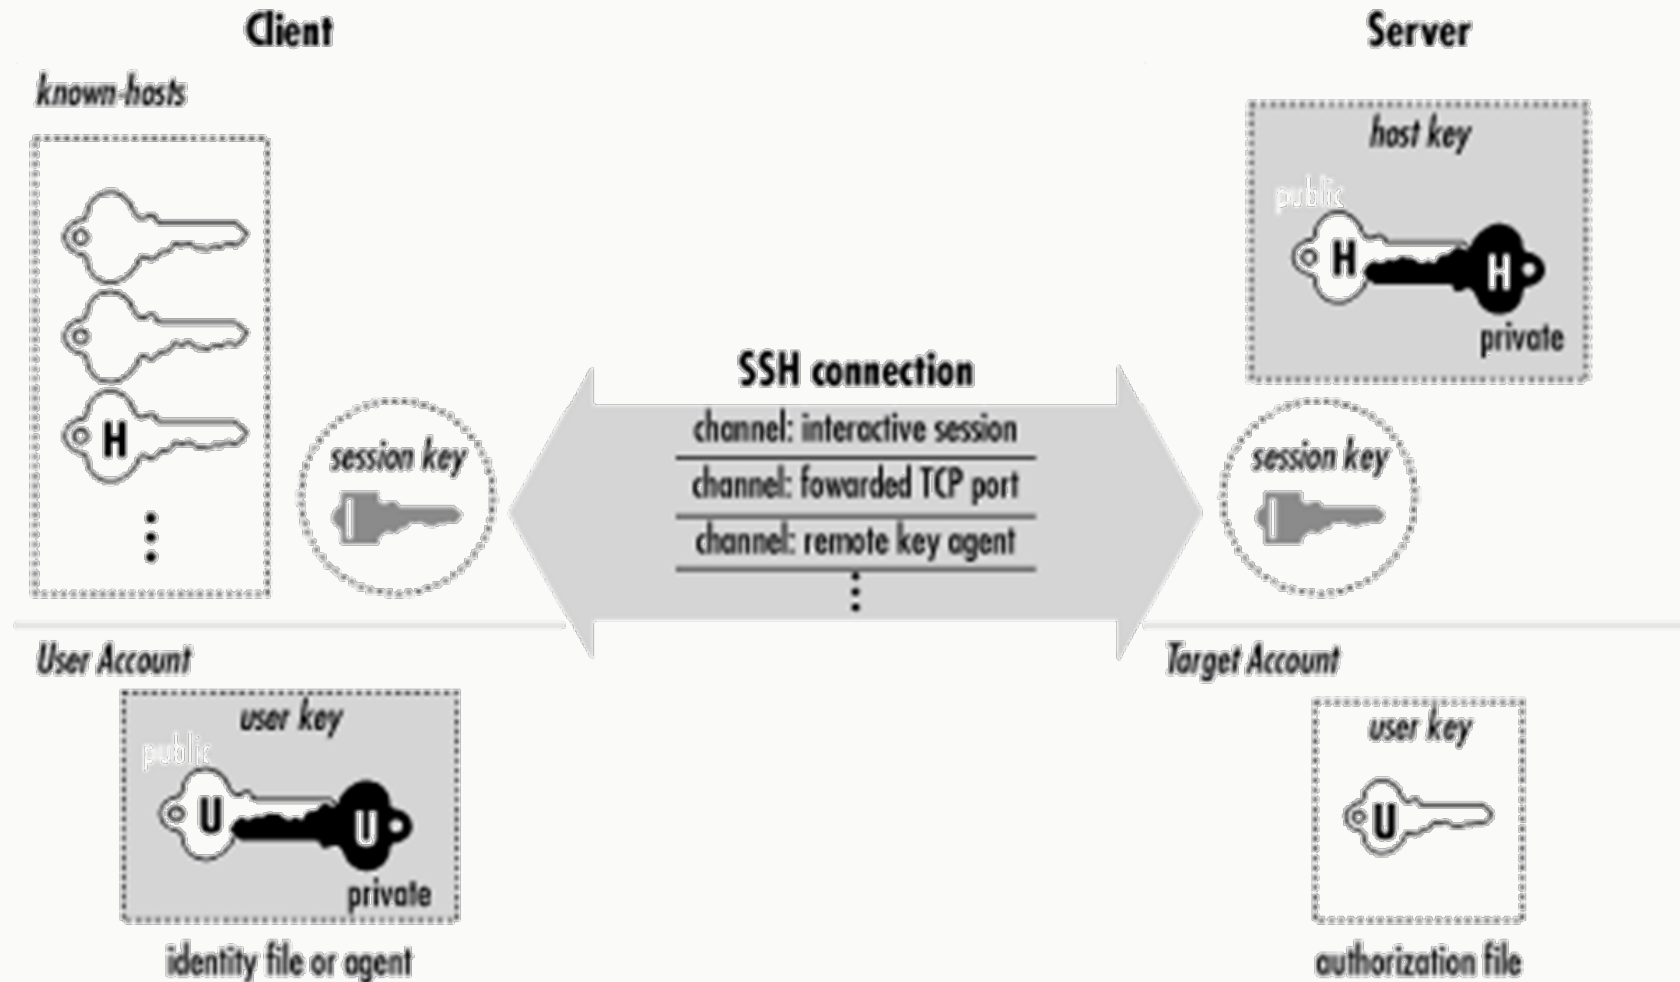 Client
Server
known-hosts
host key
public
H
H
private
H
SSH connection
channel: interactive session
channel: fowarded TCP port
channel: remote key agent
session key
session key
User Account
Target Account
user key
public
U
U
private
identity file or agent
user key
U
authorization file